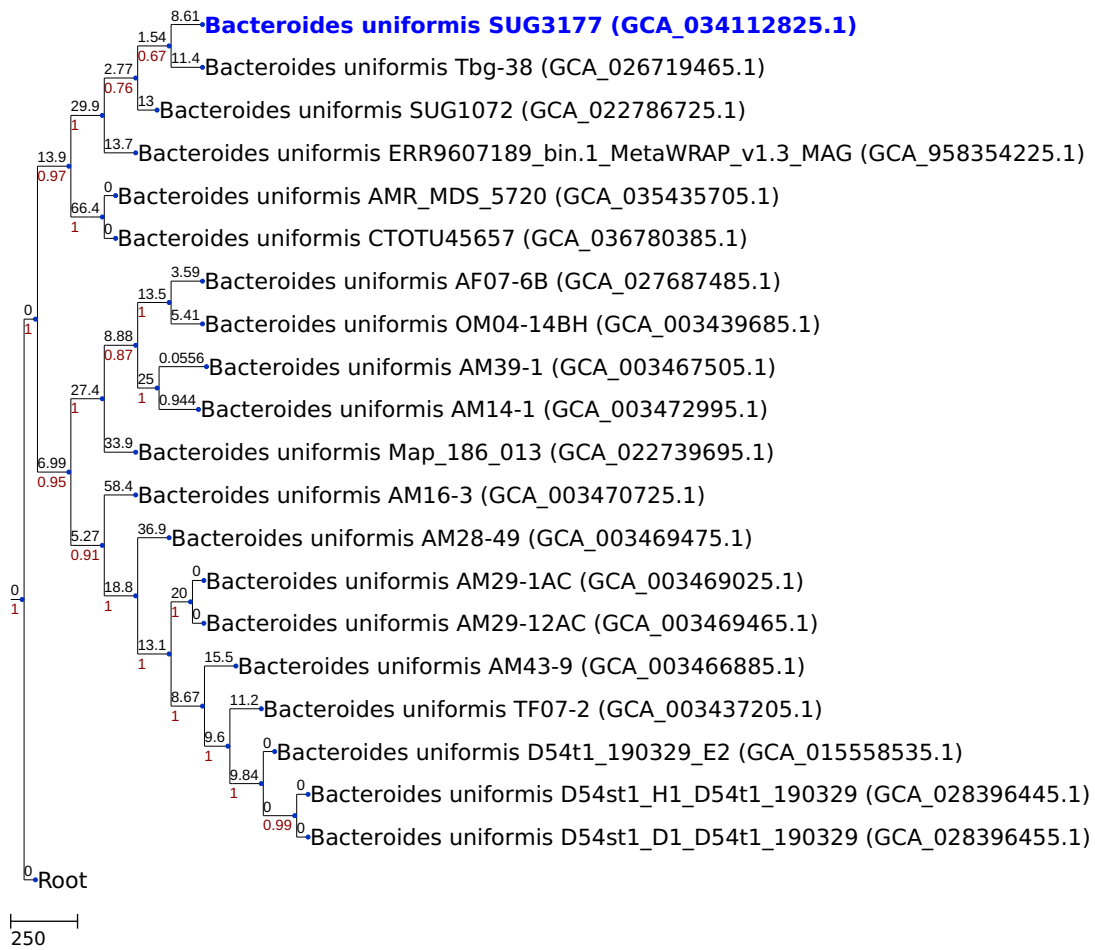 8.61
Bacteroides uniformis SUG3177 (GCA_034112825.1)
1.54
0.67
11.4
Bacteroides uniformis Tbg-38 (GCA_026719465.1)
2.77
0.76
13
Bacteroides uniformis SUG1072 (GCA_022786725.1)
29.9
1
13.7
Bacteroides uniformis ERR9607189_bin.1_MetaWRAP_v1.3_MAG (GCA_958354225.1)
13.9
0.97
0
Bacteroides uniformis AMR_MDS_5720 (GCA_035435705.1)
66.4
1
0
Bacteroides uniformis CTOTU45657 (GCA_036780385.1)
3.59
Bacteroides uniformis AF07-6B (GCA_027687485.1)
13.5
1
5.41
Bacteroides uniformis OM04-14BH (GCA_003439685.1)
0
1
8.88
0.87
0.0556
Bacteroides uniformis AM39-1 (GCA_003467505.1)
25
1
0.944
Bacteroides uniformis AM14-1 (GCA_003472995.1)
27.4
1
33.9
Bacteroides uniformis Map_186_013 (GCA_022739695.1)
6.99
0.95
58.4
Bacteroides uniformis AM16-3 (GCA_003470725.1)
5.27
0.91
36.9
Bacteroides uniformis AM28-49 (GCA_003469475.1)
18.8
1
0
Bacteroides uniformis AM29-1AC (GCA_003469025.1)
20
1
0
Bacteroides uniformis AM29-12AC (GCA_003469465.1)
0
1
13.1
1
15.5
Bacteroides uniformis AM43-9 (GCA_003466885.1)
8.67
1
11.2
Bacteroides uniformis TF07-2 (GCA_003437205.1)
9.6
1
0
Bacteroides uniformis D54t1_190329_E2 (GCA_015558535.1)
9.84
1
0
Bacteroides uniformis D54st1_H1_D54t1_190329 (GCA_028396445.1)
0
0.99
0
Bacteroides uniformis D54st1_D1_D54t1_190329 (GCA_028396455.1)
0
Root
250